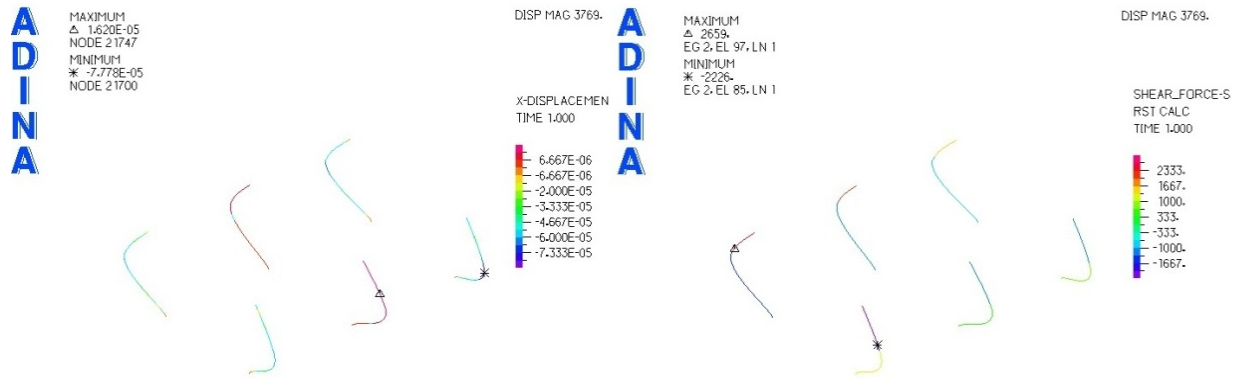 ADINA
MAXIMUM
△ 1.620E-05
NODE 21747
MINIMUM
* -7.778E-05
NODE 21700
DISP MAG 3769.
X-DISPLACEMEN
TIME 1.000
6.667E-06
-6.667E-06
-2.000E-05
-3.333E-05
-4.667E-05
-6.000E-05
-7.333E-05
ADINA
MAXIMUM
△ 2659.
EG 2, EL 97, LN 1
MINIMUM
* -2226.
EG 2, EL 85, LN 1
DISP MAG 3769.
SHEAR_FORCE-S
RST CALC
TIME 1.000
2333.
1667.
1000.
333.
-333.
-1000.
-1667.